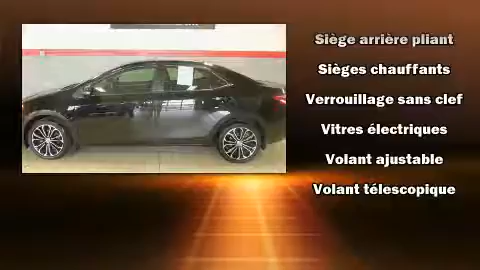 Siège arrière pliant
Sièges chauffants
Verrouillage sans clef
Vitres électriques
Volant ajustable
Volant télescopique